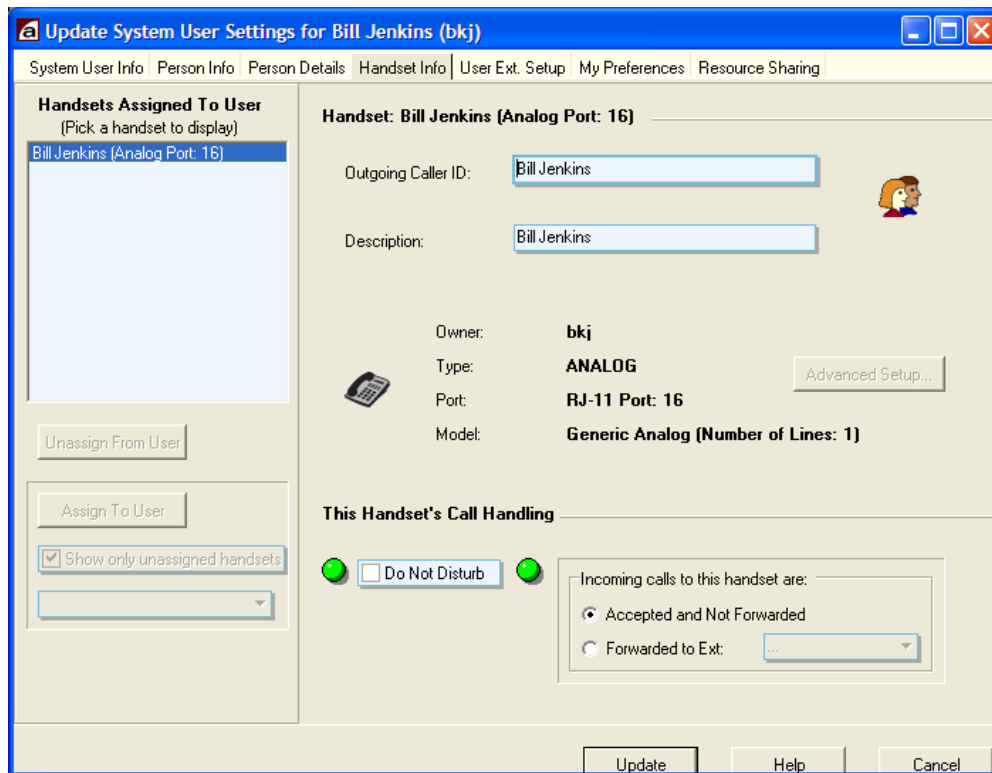 a Update System User Settings for Bill Jenkins (bkj)
System User Info Person Info Person Details Handset Info User Ext. Setup My Preferences Resource Sharing
Handsets Assigned To User
(Pick a handset to display)
Bill Jenkins (Analog Port: 16)
Unassign From User
Assign To User
Show only unassigned handsets
Handset: Bill Jenkins (Analog Port: 16)
Outgoing Caller ID: Bill Jenkins
Description: Bill Jenkins
Owner: bkj
Type: ANALOG
Port: RJ-11 Port: 16
Model: Generic Analog (Number of Lines: 1)
Advanced Setup...
This Handset's Call Handling
Do Not Disturb
Incoming calls to this handset are:
Accepted and Not Forwarded
Forwarded to Ext: ...
Update Help Cancel